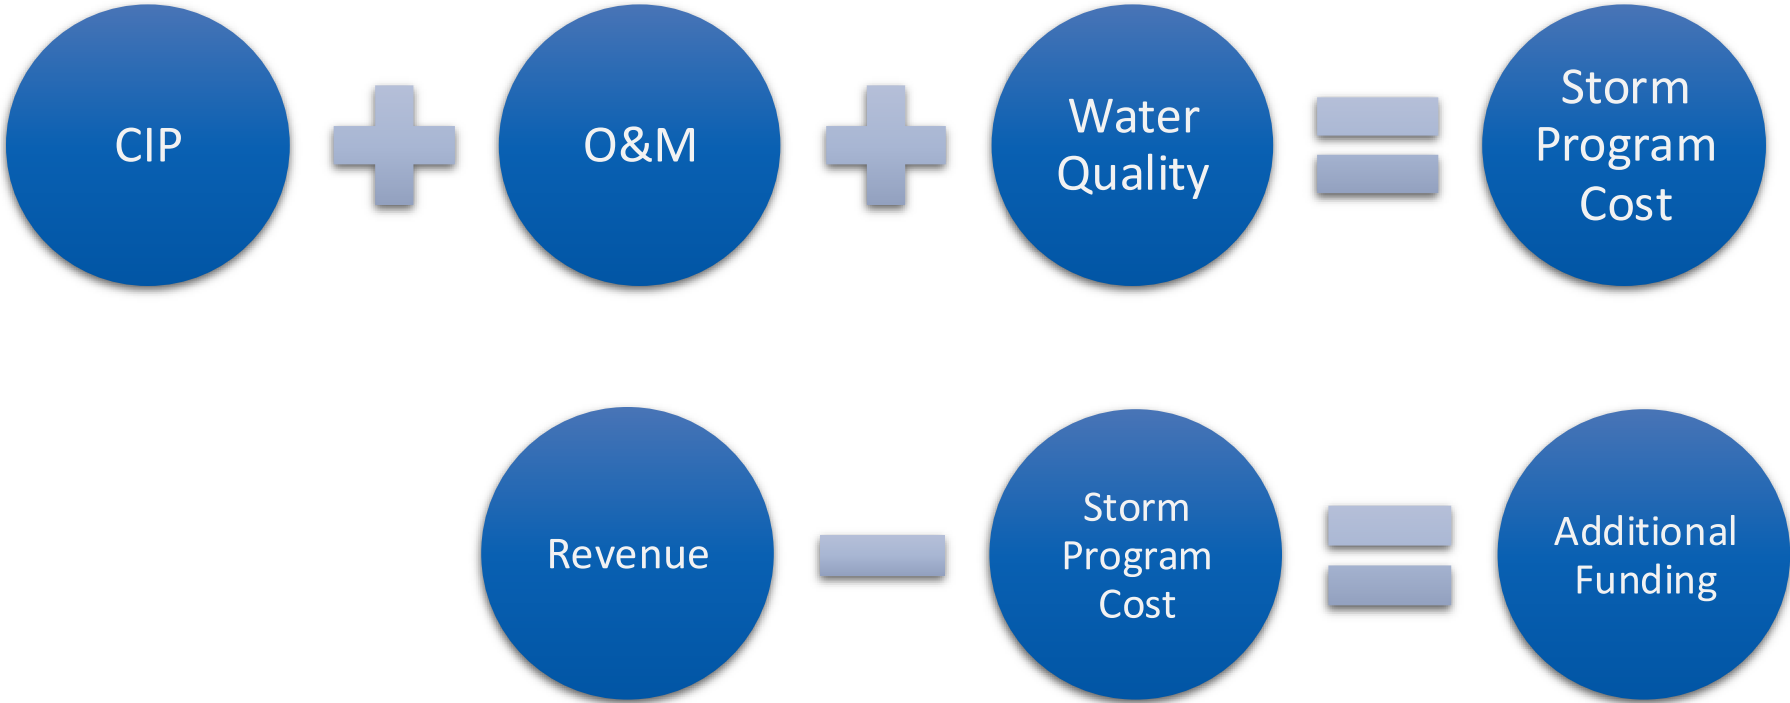 CIP
O&M
Water
Quality
Storm
Program
Cost
Revenue
Storm
Program
Cost
Additional
Funding